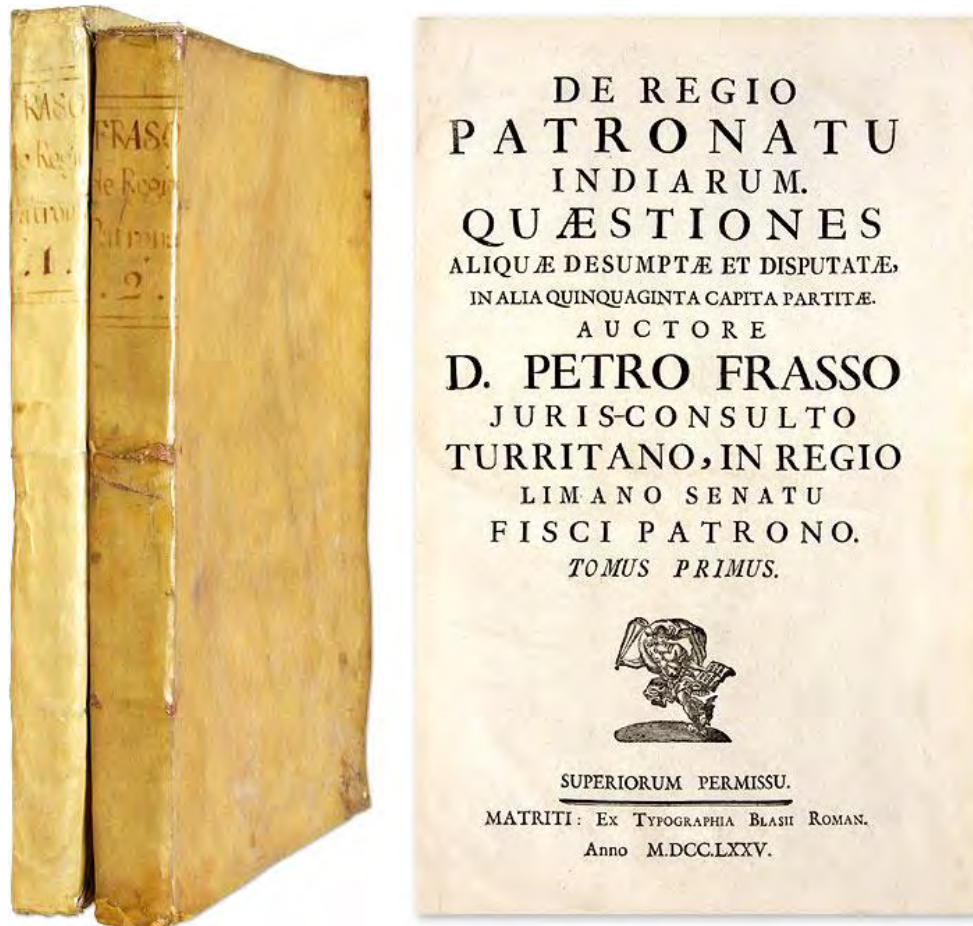 FRASO
de Regio
Patron
.1.
FRASO
de Regio
Patrona
.2.
DE REGIO
PATRONATU
INDIARUM.
QUÆSTIONES
ALIQUÆ DESUMPTÆ ET DISPUTATÆ,
IN ALIA QUINQUAGINTA CAPITA PARTITÆ.
AUCTORE
D. PETRO FRASSO
JURIS-CONSULTO
TURRITANO, IN REGIO
LIMANO SENATU
FISCI PATRONO.
TOMUS PRIMUS.
SUPERIORUM PERMISSU.
MATRITI: EX TYPOGRAPHIA BLASII ROMAN.
Anno M.DCC.LXXV.